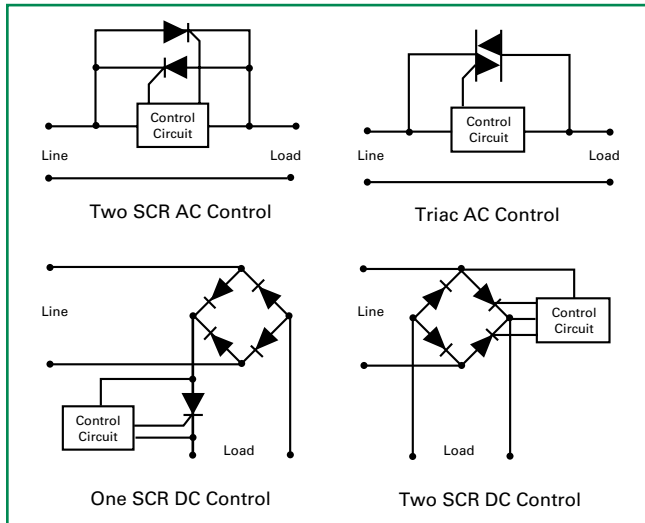 Control
Circuit
Line
Load
Two SCR AC Control
Control
Circuit
Line
Load
Triac AC Control
Line
Control
Circuit
Load
One SCR DC Control
Line
Control
Circuit
Load
Two SCR DC Control